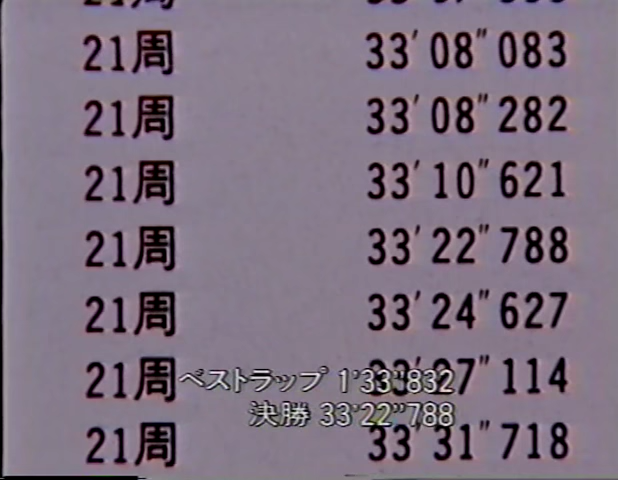 21周 33'08"083
21周 33'08"282
21周 33'10"621
21周 33'22"788
21周 33'24"627
21周 33'27"114
ベストラップ 1'33"832
決勝 33'22"788
21周 33'31"718